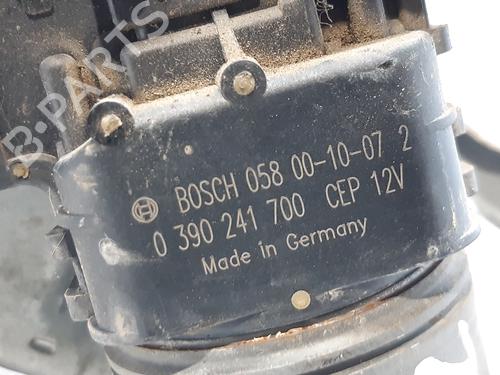 B-PARTS
BOSCH 058 00-10-07 2
0 390 241 700 CEP 12V
Made in Germany